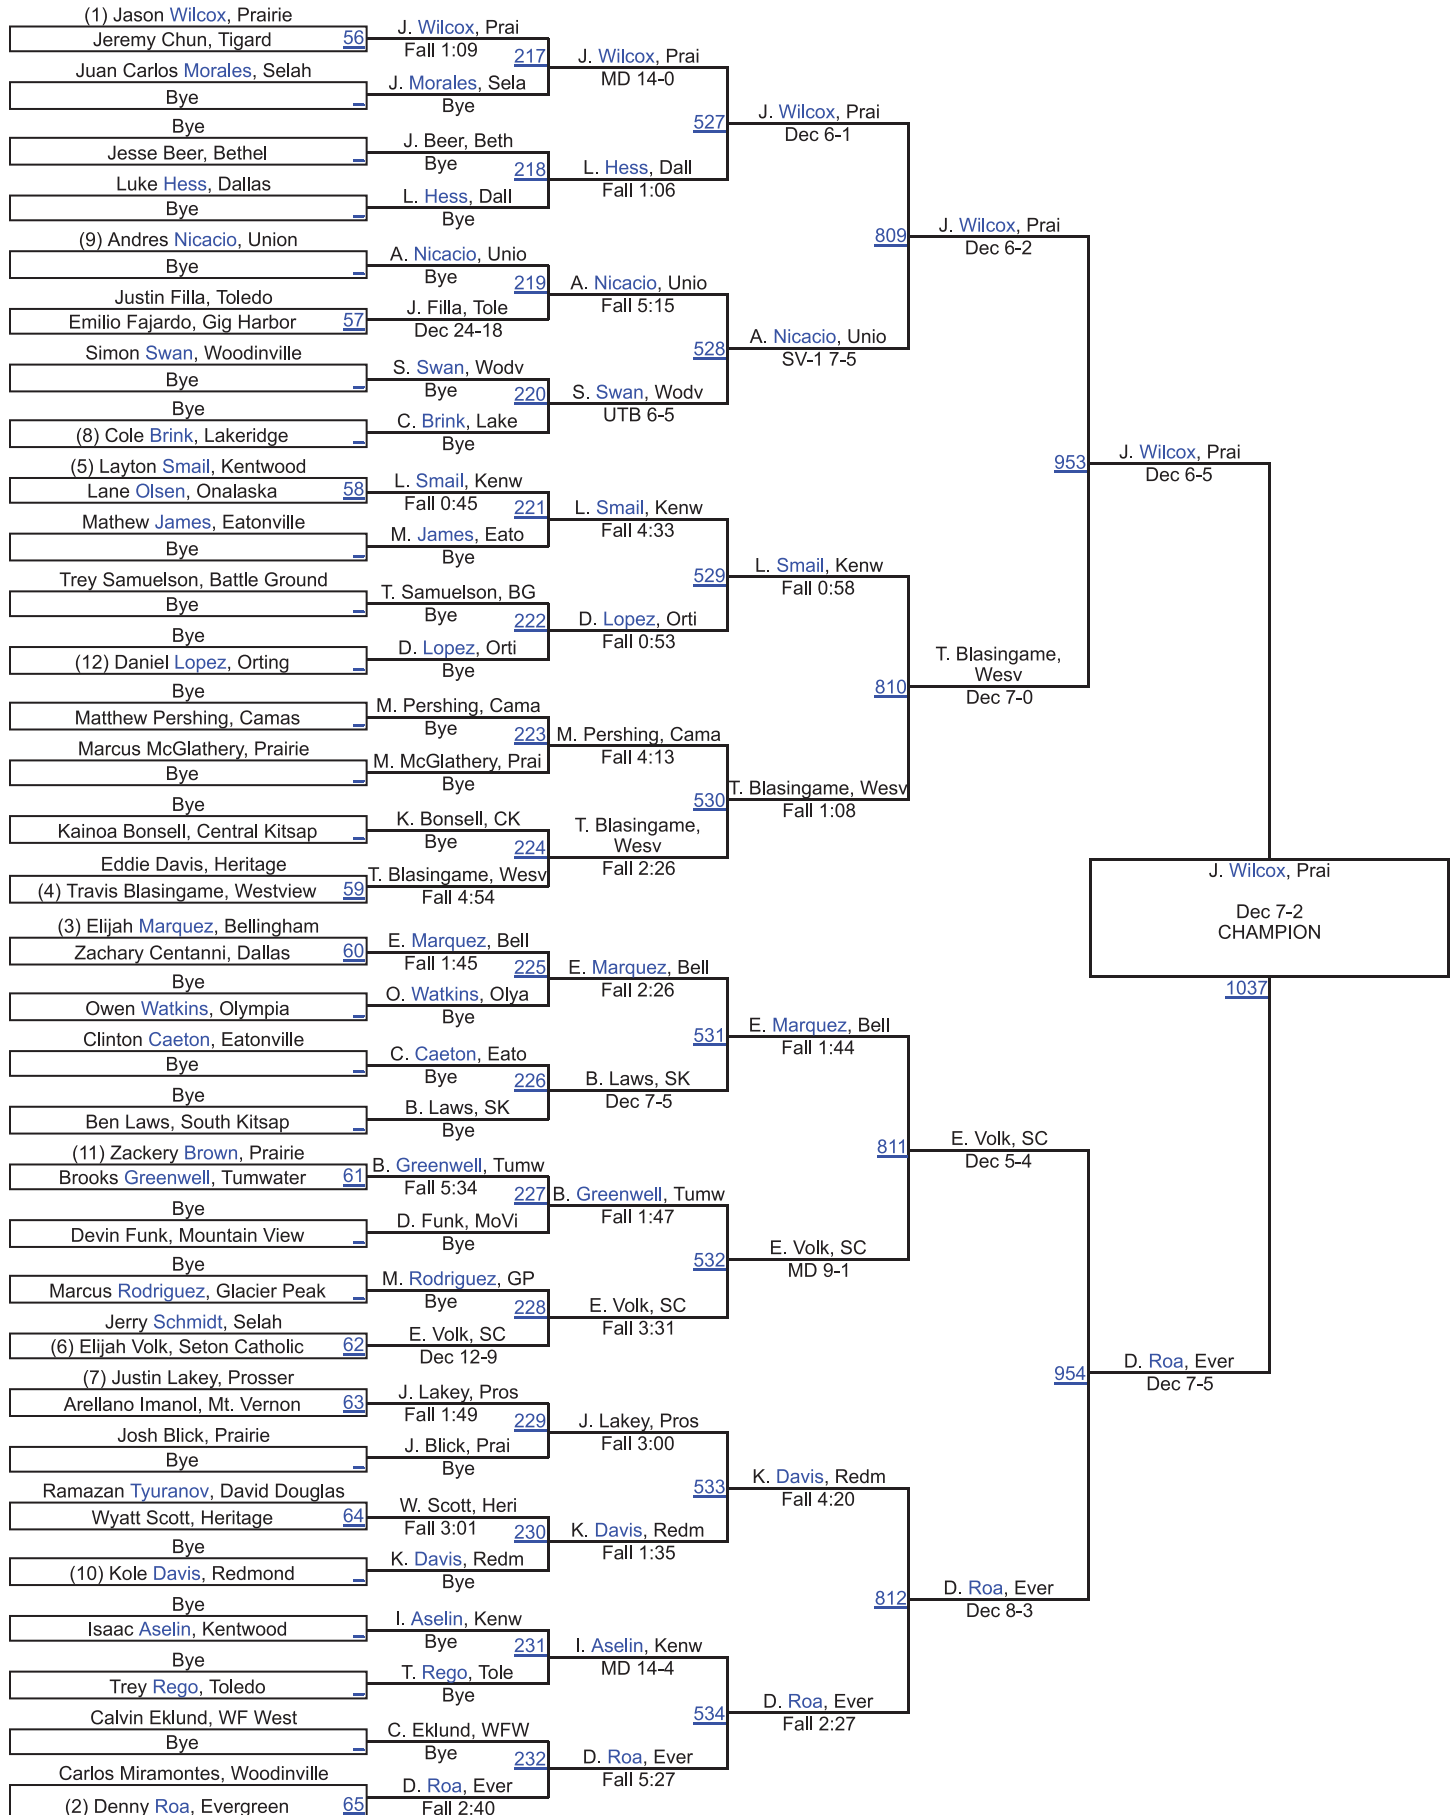 (1) Jason Wilcox, Prairie
Jeremy Chun, Tigard 56
Juan Carlos Morales, Selah
Bye
Bye
Jesse Beer, Bethel
Luke Hess, Dallas
Bye
(9) Andres Nicacio, Union
Bye
Justin Filla, Toledo
Emilio Fajardo, Gig Harbor 57
Simon Swan, Woodinville
Bye
Bye
(8) Cole Brink, Lakeridge
(5) Layton Smail, Kentwood
Lane Olsen, Onalaska 58
Mathew James, Eatonville
Bye
Trey Samuelson, Battle Ground
Bye
Bye
(12) Daniel Lopez, Orting
Bye
Matthew Pershing, Camas
Marcus McGlathery, Prairie
Bye
Bye
Kainoa Bonsell, Central Kitsap
Eddie Davis, Heritage
(4) Travis Blasingame, Westview 59
(3) Elijah Marquez, Bellingham
Zachary Centanni, Dallas 60
Bye
Owen Watkins, Olympia
Clinton Caeton, Eatonville
Bye
Bye
Ben Laws, South Kitsap
(11) Zackery Brown, Prairie
Brooks Greenwell, Tumwater 61
Bye
Devin Funk, Mountain View
Bye
Marcus Rodriguez, Glacier Peak
Jerry Schmidt, Selah
(6) Elijah Volk, Seton Catholic 62
(7) Justin Lakey, Prosser
Arellano Imanol, Mt. Vernon 63
Josh Blick, Prairie
Bye
Ramazan Tyuranov, David Douglas
Wyatt Scott, Heritage 64
Bye
(10) Kole Davis, Redmond
Bye
Isaac Aselin, Kentwood
Bye
Trey Rego, Toledo
Calvin Eklund, WF West
Bye
Carlos Miramontes, Woodinville
(2) Denny Roa, Evergreen 65
J. Wilcox, Prai
Fall 1:09
217
J. Morales, Sela
Bye
J. Beer, Beth
Bye
218
L. Hess, Dall
Bye
A. Nicacio, Unio
Bye
219
J. Filla, Tole
Dec 24-18
S. Swan, Wodv
Bye
220
C. Brink, Lake
Bye
L. Smail, Kenw
Fall 0:45
221
M. James, Eato
Bye
T. Samuelson, BG
Bye
222
D. Lopez, Orti
Bye
M. Pershing, Cama
Bye
223
M. McGlathery, Prai
Bye
K. Bonsell, CK
Bye
224
T. Blasingame, Wesv
Fall 4:54
E. Marquez, Bell
Fall 1:45
225
O. Watkins, Olya
Bye
C. Caeton, Eato
Bye
226
B. Laws, SK
Bye
B. Greenwell, Tumw
Fall 5:34
227
D. Funk, MoVi
Bye
M. Rodriguez, GP
Bye
228
E. Volk, SC
Dec 12-9
J. Lakey, Pros
Fall 1:49
229
J. Blick, Prai
Bye
W. Scott, Heri
Fall 3:01
230
K. Davis, Redm
Bye
I. Aselin, Kenw
Bye
231
T. Rego, Tole
Bye
C. Eklund, WFW
Bye
232
D. Roa, Ever
Fall 2:40
J. Wilcox, Prai
MD 14-0
527
L. Hess, Dall
Fall 1:06
A. Nicacio, Unio
Fall 5:15
528
S. Swan, Wodv
UTB 6-5
L. Smail, Kenw
Fall 4:33
529
D. Lopez, Orti
Fall 0:53
M. Pershing, Cama
Fall 4:13
530
T. Blasingame,
Wesv
Fall 2:26
E. Marquez, Bell
Fall 2:26
531
B. Laws, SK
Dec 7-5
B. Greenwell, Tumw
Fall 1:47
532
E. Volk, SC
Fall 3:31
J. Lakey, Pros
Fall 3:00
533
K. Davis, Redm
Fall 1:35
I. Aselin, Kenw
MD 14-4
534
D. Roa, Ever
Fall 5:27
J. Wilcox, Prai
Dec 6-1
809
A. Nicacio, Unio
SV-1 7-5
L. Smail, Kenw
Fall 0:58
810
T. Blasingame, Wesv
Fall 1:08
E. Marquez, Bell
Fall 1:44
811
E. Volk, SC
MD 9-1
K. Davis, Redm
Fall 4:20
812
D. Roa, Ever
Fall 2:27
J. Wilcox, Prai
Dec 6-2
953
T. Blasingame,
Wesv
Dec 7-0
E. Volk, SC
Dec 5-4
954
D. Roa, Ever
Dec 8-3
J. Wilcox, Prai
Dec 6-5
J. Wilcox, Prai
Dec 7-2
CHAMPION
1037
D. Roa, Ever
Dec 7-5